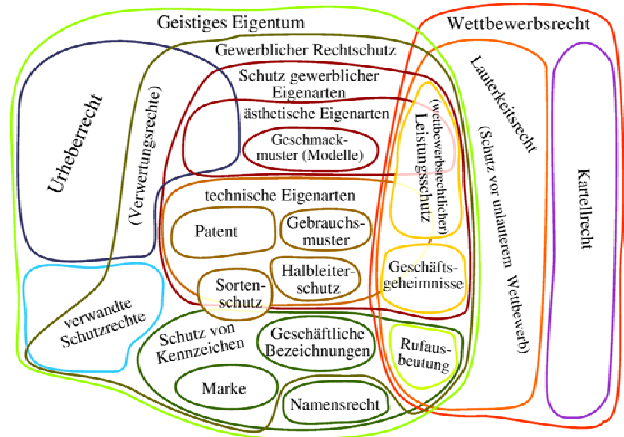 Geistiges Eigentum
Wettbewerbsrecht
Gewerblicher Rechtschutz
Schutz gewerblicher
Eigenarten
ästhetische Eigenarten
Geschmack-
muster (Modelle)
Urheberrecht
(Verwertungsrechte)
(wettbewerbsrechtlicher)
Leistungsschutz
Lauterkeitsrecht
(Schutz vor unlauterem Wettbewerb)
Kartellrecht
technische Eigenarten
Patent
Gebrauchs-
muster
Sorten-
schutz
Halbleiter-
schutz
Geschäfts-
geheimnisse
verwandte
Schutzrechte
Schutz von
Kennzeichen
Geschäftliche
Bezeichnungen
Rufaus-
beutung
Marke
Namensrecht